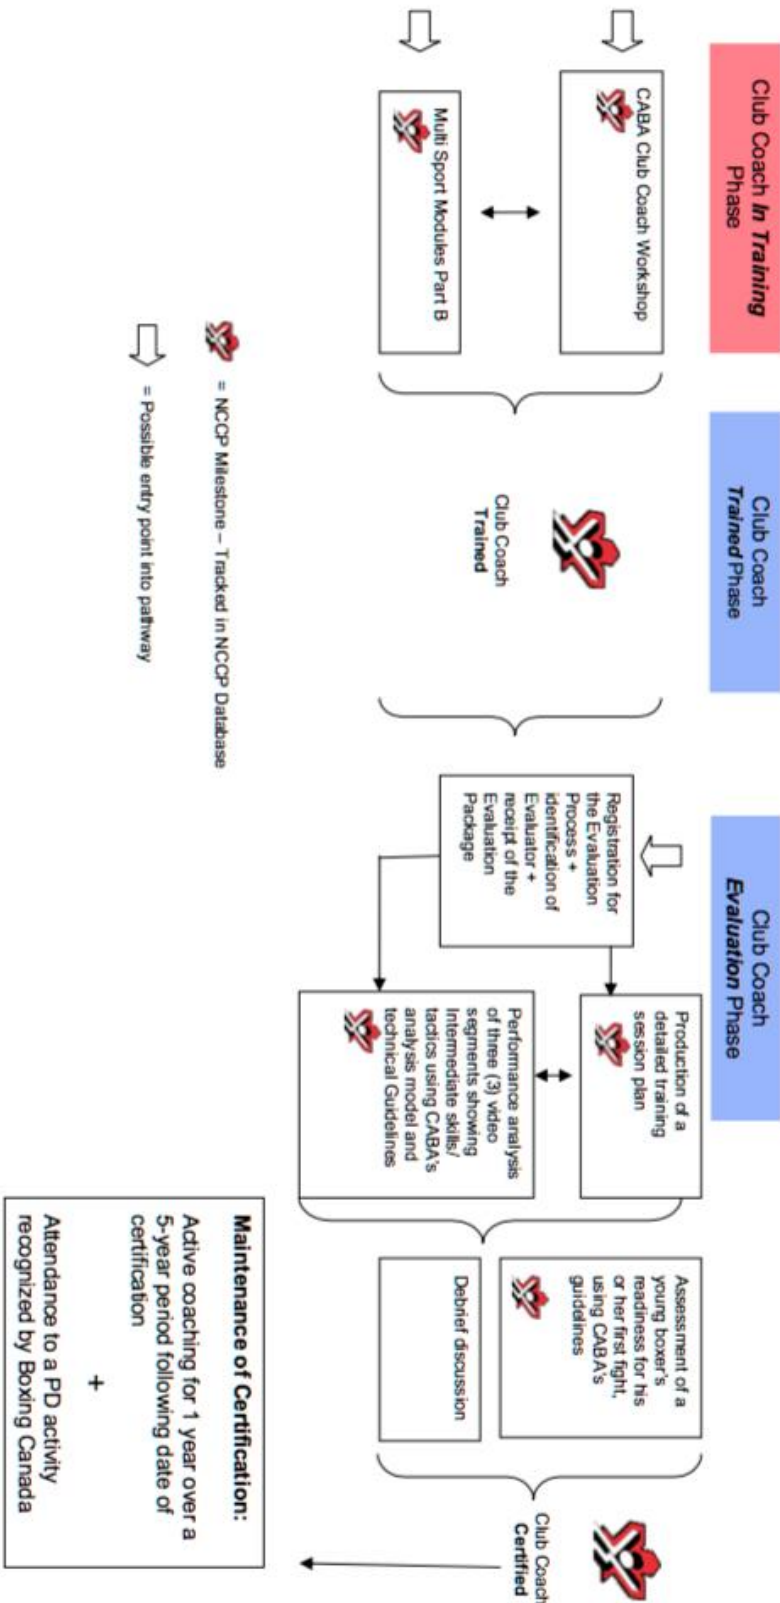 Club Coach In Training
Phase
Club Coach
Trained Phase
Club Coach
Evaluation Phase
CABA Club Coach Workshop
Multi Sport Modules Part B
Club Coach
Trained
Registration for
the Evaluation
Process +
identification of
Evaluator +
receipt of the
Evaluation
Package
Production of a
detailed training
session plan
Performance analysis
of three (3) video
segments showing
Intermediate skills/
tactics using CABA's
analysis model and
technical Guidelines
Assessment of a
young boxer's
readiness for his
or her first fight,
using CABA's
guidelines
Debrief discussion
Club Coach
Certified
= NCCP Milestone – Tracked in NCCP Database
= Possible entry point into pathway
Maintenance of Certification:
Active coaching for 1 year over a
5-year period following date of
certification
+
Attendance to a PD activity
recognized by Boxing Canada